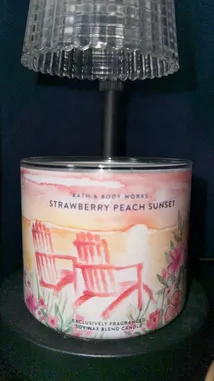 BATH & BODY WORKS
STRAWBERRY PEACH SUNSET
EXCLUSIVELY FRAGRANCED
SOY WAX BLEND CANDLE